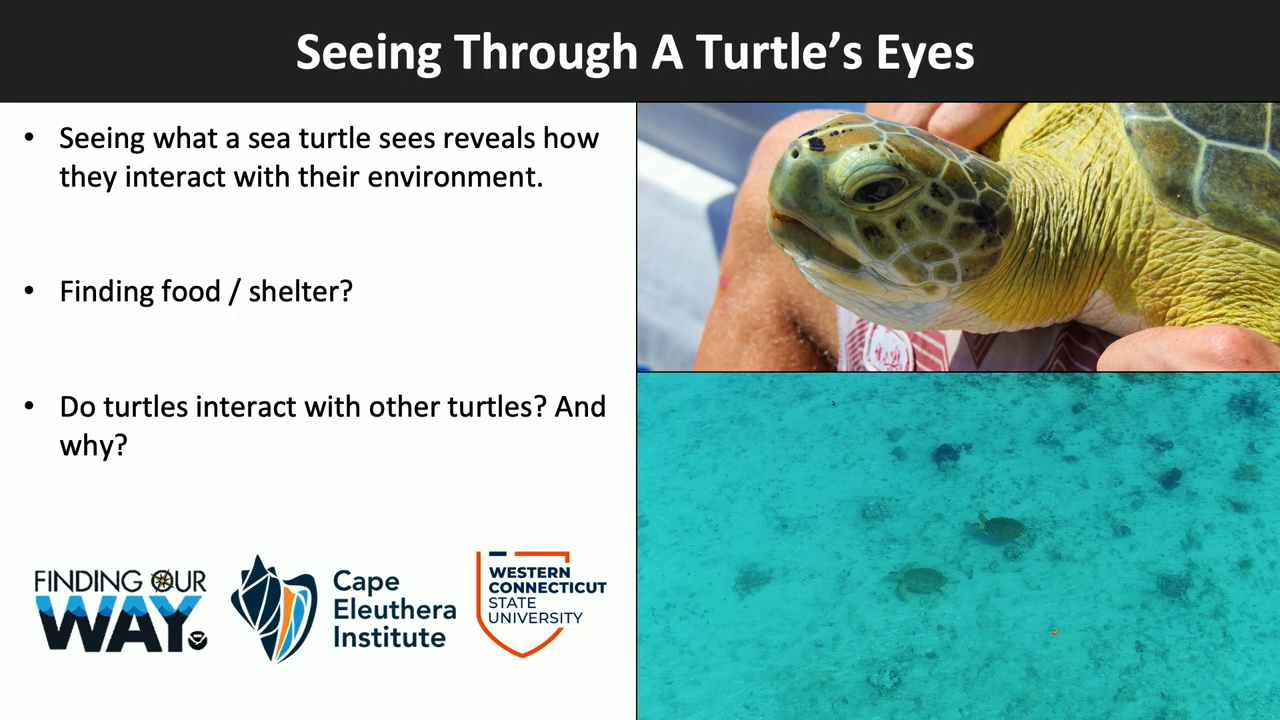 Seeing Through A Turtle’s Eyes
• Seeing what a sea turtle sees reveals how
they interact with their environment.
• Finding food / shelter?
• Do turtles interact with other turtles? And
why?
FINDING OUR
WAY
Cape
Eleuthera
Institute
WESTERN
CONNECTICUT
STATE
UNIVERSITY